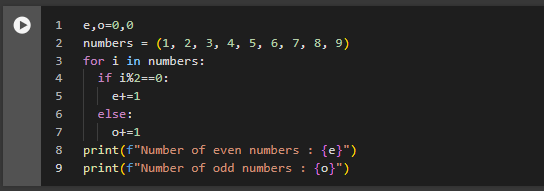 1 e,o=0,0
2 numbers = (1, 2, 3, 4, 5, 6, 7, 8, 9)
3 for i in numbers:
4   if i%2==0:
5     e+=1
6   else:
7     o+=1
8 print(f"Number of even numbers : {e}")
9 print(f"Number of odd numbers : {o}")